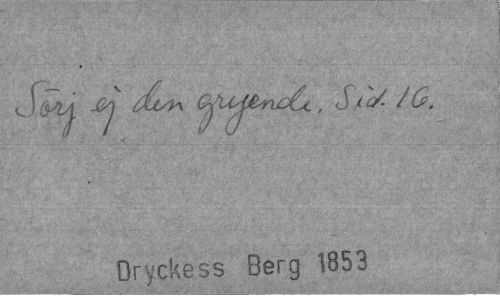 Sörj ej den gryende. Sid. 16.
Dryckess Berg 1853